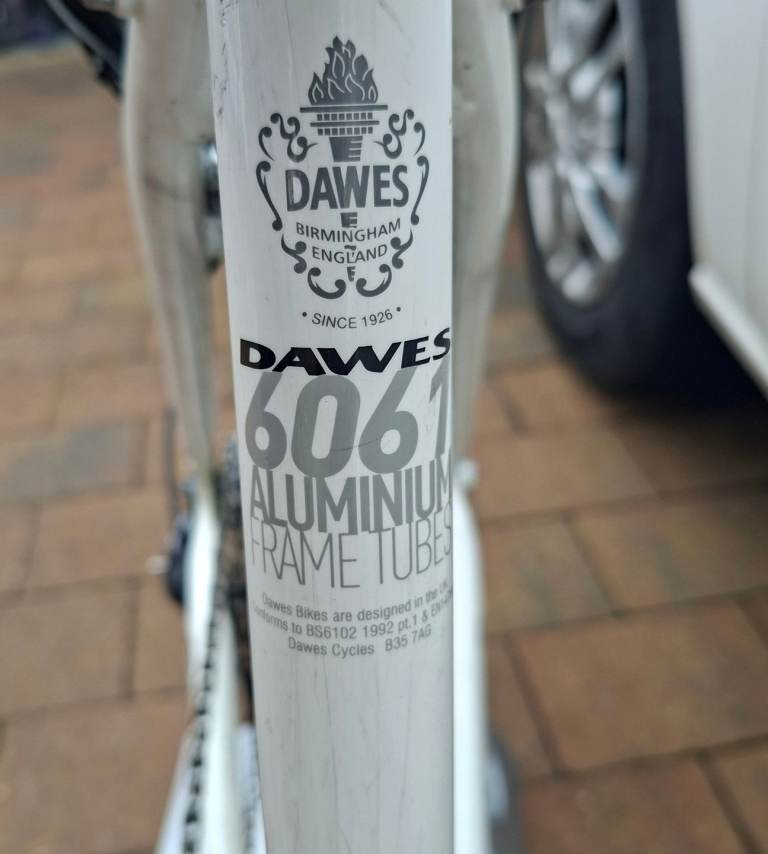 DAWES
BIRMINGHAM
ENGLAND
• SINCE 1926 •
DAWES
6061
ALUMINIUM
FRAME TUBES
Dawes Bikes are designed in the UK
Conforms to BS6102 1992 pt.1 &
Dawes Cycles B35 7AG